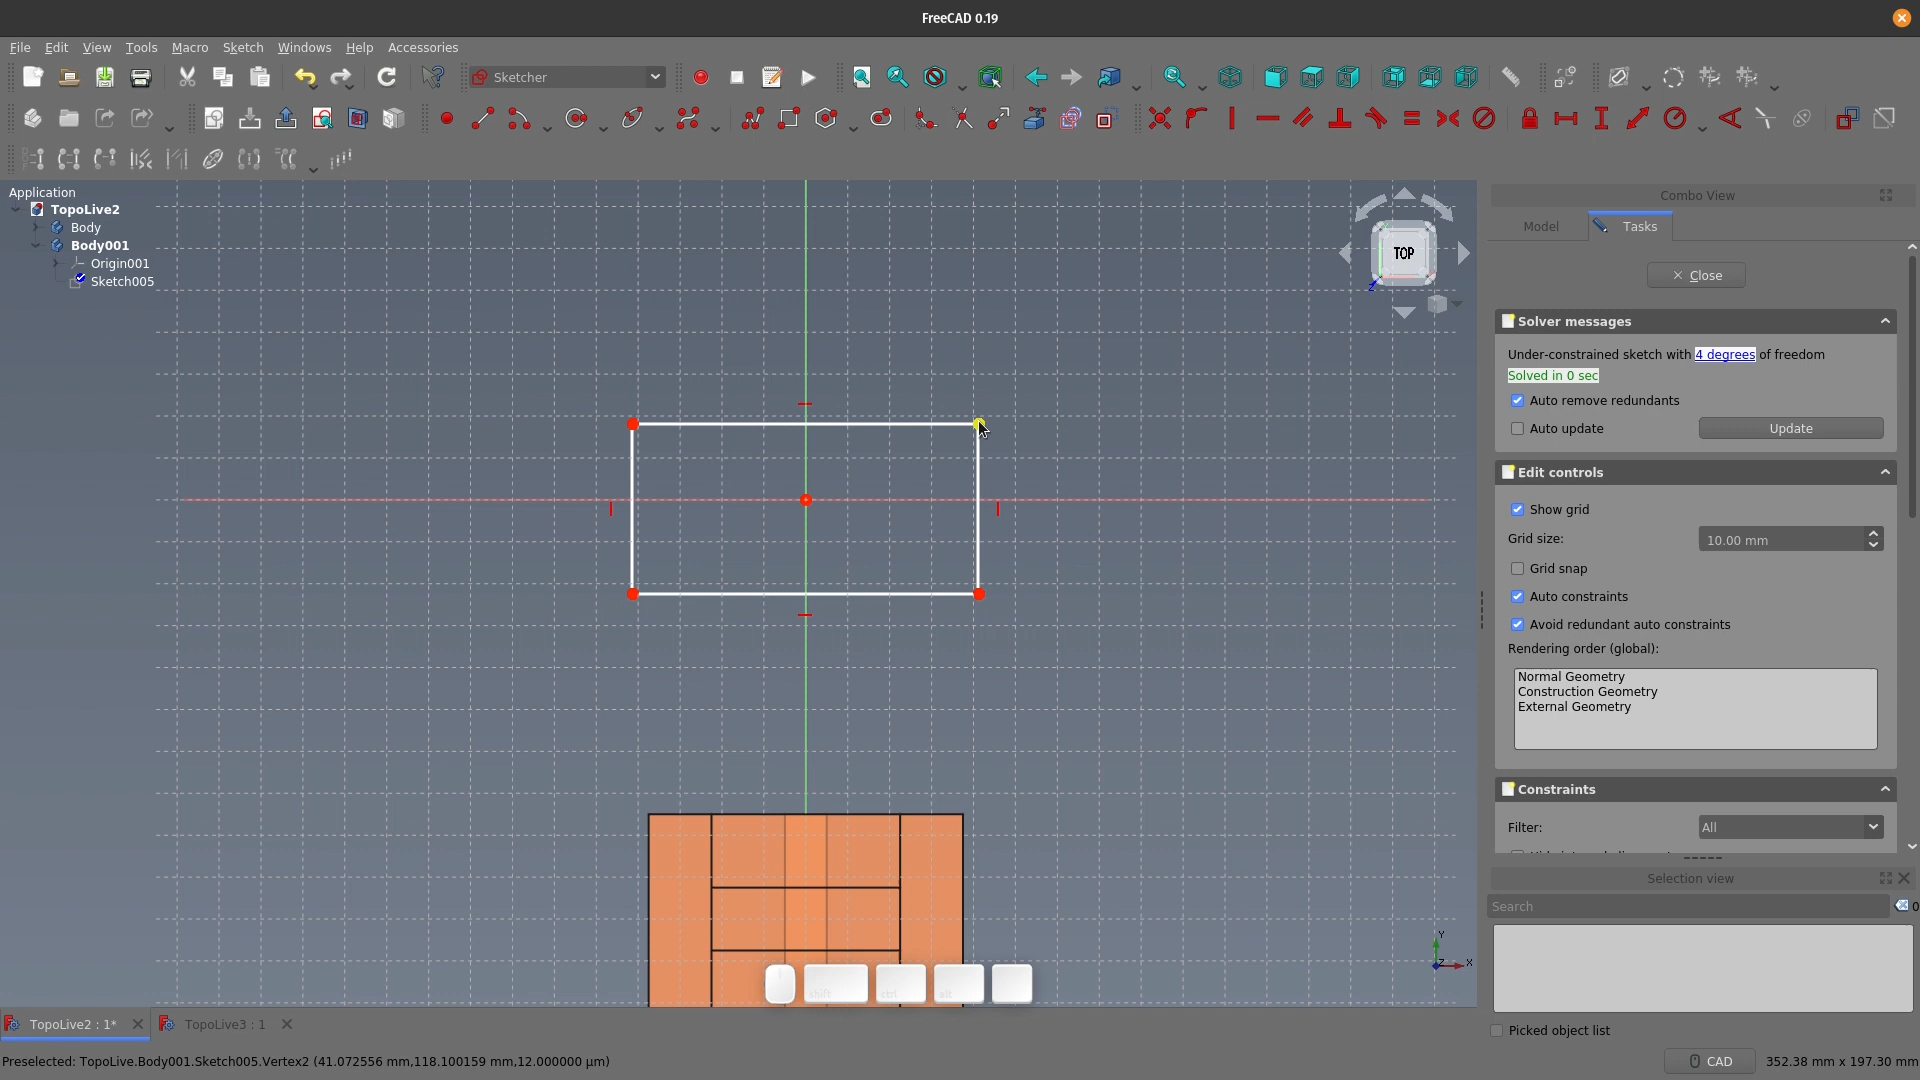 FreeCAD 0.19
File Edit View Tools Macro Sketch Windows Help Accessories
Sketcher
Application
TopoLive2
Body
Body001
Origin001
Sketch005
TOP
Z
Combo View
Model
Tasks
Close
Solver messages
Under-constrained sketch with 4 degrees of freedom
Solved in 0 sec
Auto remove redundants
Auto update
Update
Edit controls
Show grid
Grid size:
10.00 mm
Grid snap
Auto constraints
Avoid redundant auto constraints
Rendering order (global):
Normal Geometry
Construction Geometry
External Geometry
Constraints
Filter:
All
Selection view
Search
0
Y
Z
X
shift
ctrl
alt
TopoLive2 : 1*
TopoLive3 : 1
Picked object list
Preselected: TopoLive.Body001.Sketch005.Vertex2 (41.072556 mm,118.100159 mm,12.000000 µm)
CAD
352.38 mm x 197.30 mm